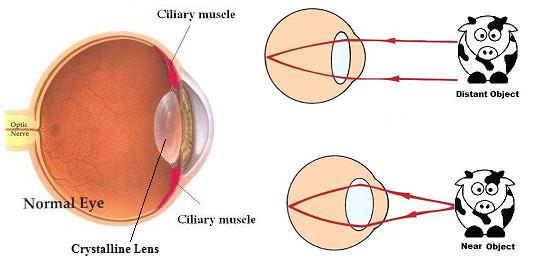 Ciliary muscle
Optic
Nerve
Normal Eye
Ciliary muscle
Crystalline Lens
Distant Object
Near Object